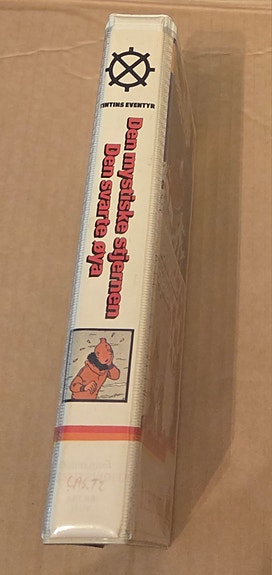 TINTINS EVENTYR
Den mystiske stjernen
Den svarte øya